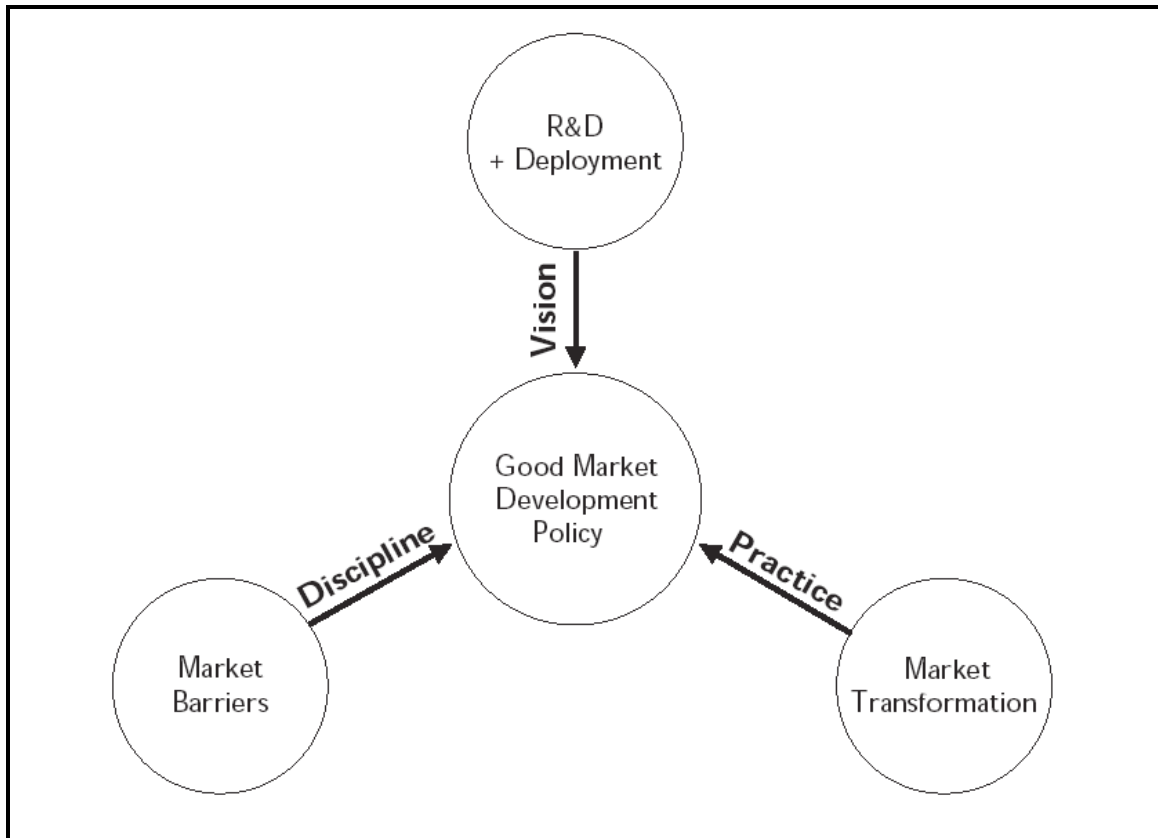 R&D
+ Deployment
Vision
Good Market
Development
Policy
Discipline
Practice
Market
Barriers
Market
Transformation